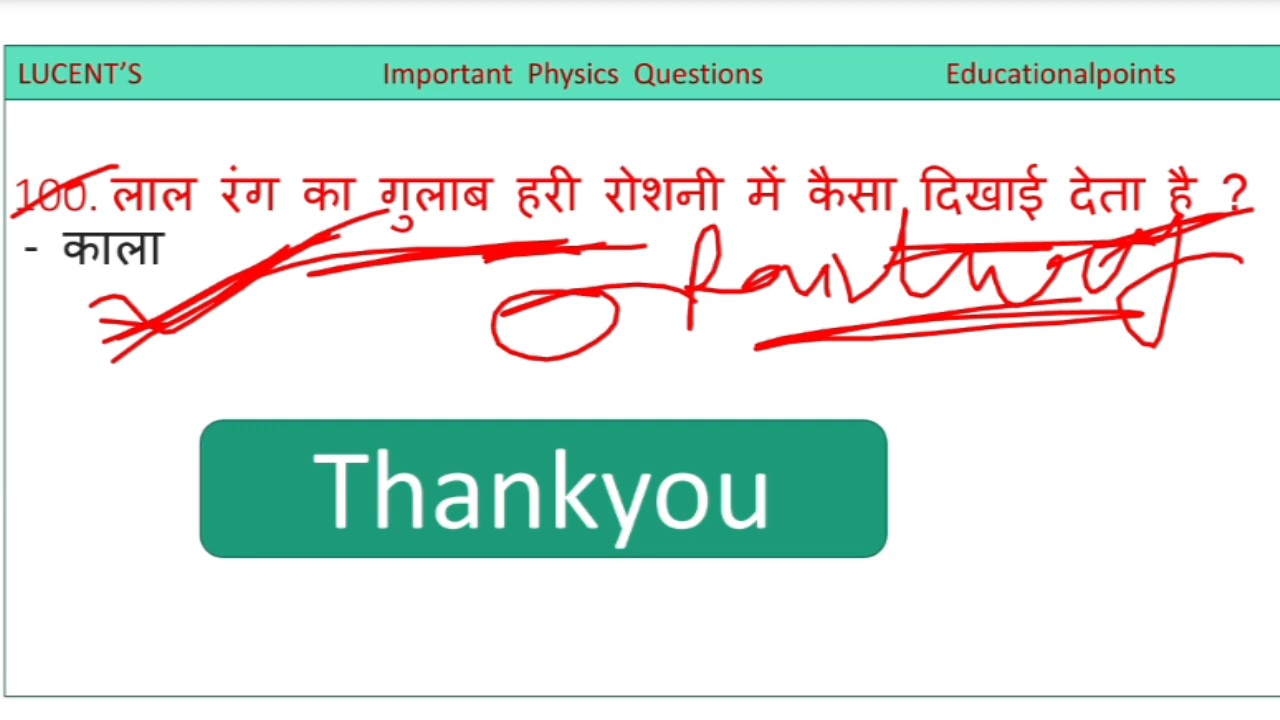 LUCENT’S Important Physics Questions Educationalpoints
100. लाल रंग का गुलाब हरी रोशनी में कैसा दिखाई देता है ?
- काला
Thankyou